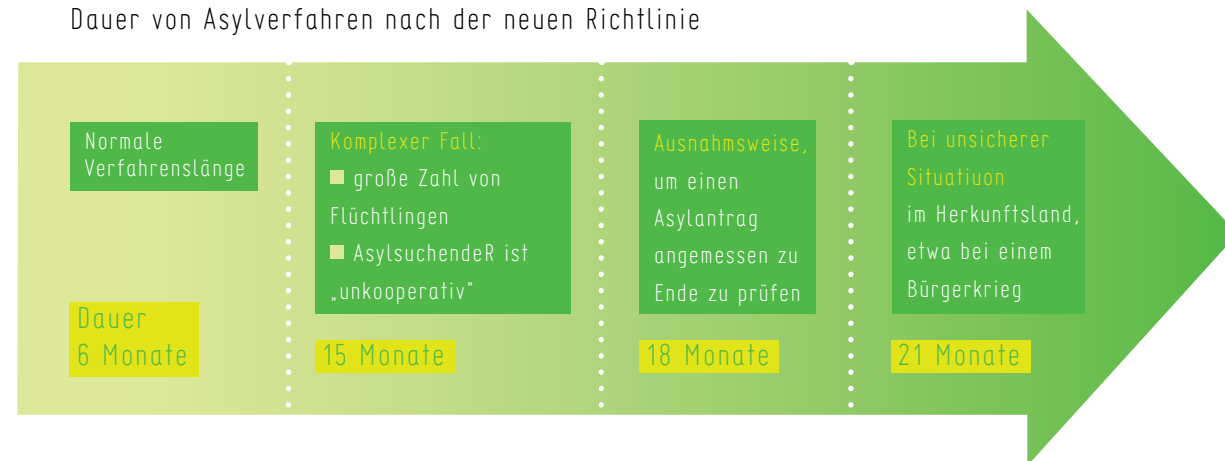 Dauer von Asylverfahren nach der neuen Richtlinie
Normale
Verfahrenslänge
Dauer
6 Monate
Komplexer Fall:
große Zahl von
Flüchtlingen
AsylsuchendeR ist
„unkooperativ“
15 Monate
Ausnahmsweise,
um einen
Asylantrag
angemessen zu
Ende zu prüfen
18 Monate
Bei unsicherer
Situatiuon
im Herkunftsland,
etwa bei einem
Bürgerkrieg
21 Monate